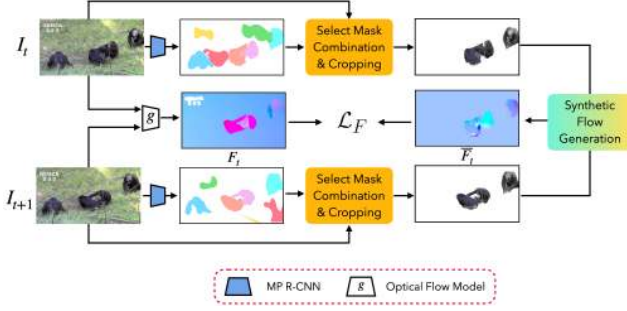 I_t
Select Mask
Combination
& Cropping
g
F_t
ℒ_F
F̅_t
Synthetic
Flow
Generation
I_{t+1}
Select Mask
Combination
& Cropping
MP R-CNN
g
Optical Flow Model